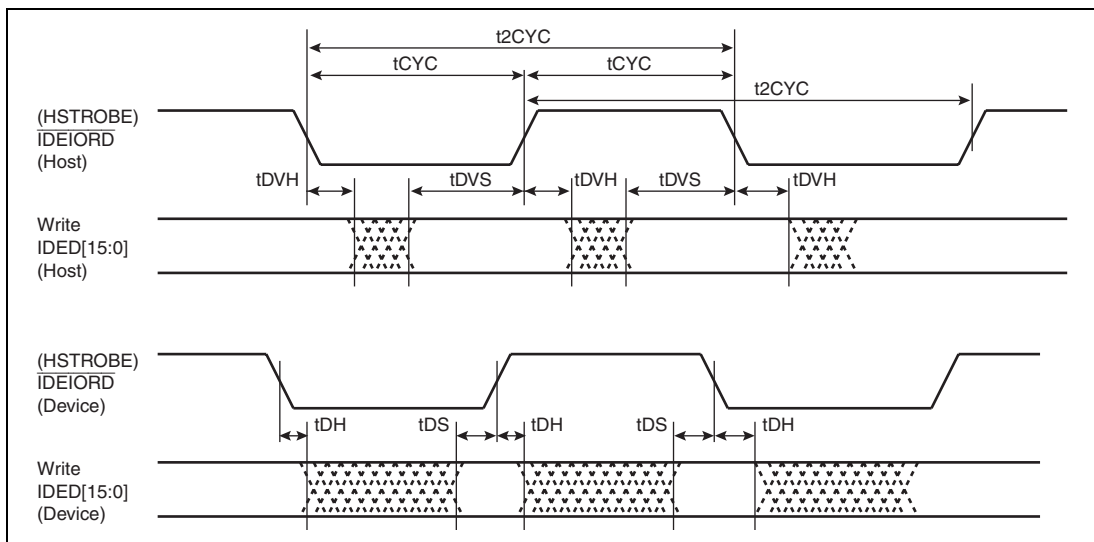 t2CYC
tCYC tCYC
t2CYC
(HSTROBE)
IDEIORD
(Host)
tDVH tDVS tDVH tDVS tDVH
Write
IDED[15:0]
(Host)
(HSTROBE)
IDEIORD
(Device)
tDH tDS tDH tDS tDH
Write
IDED[15:0]
(Device)